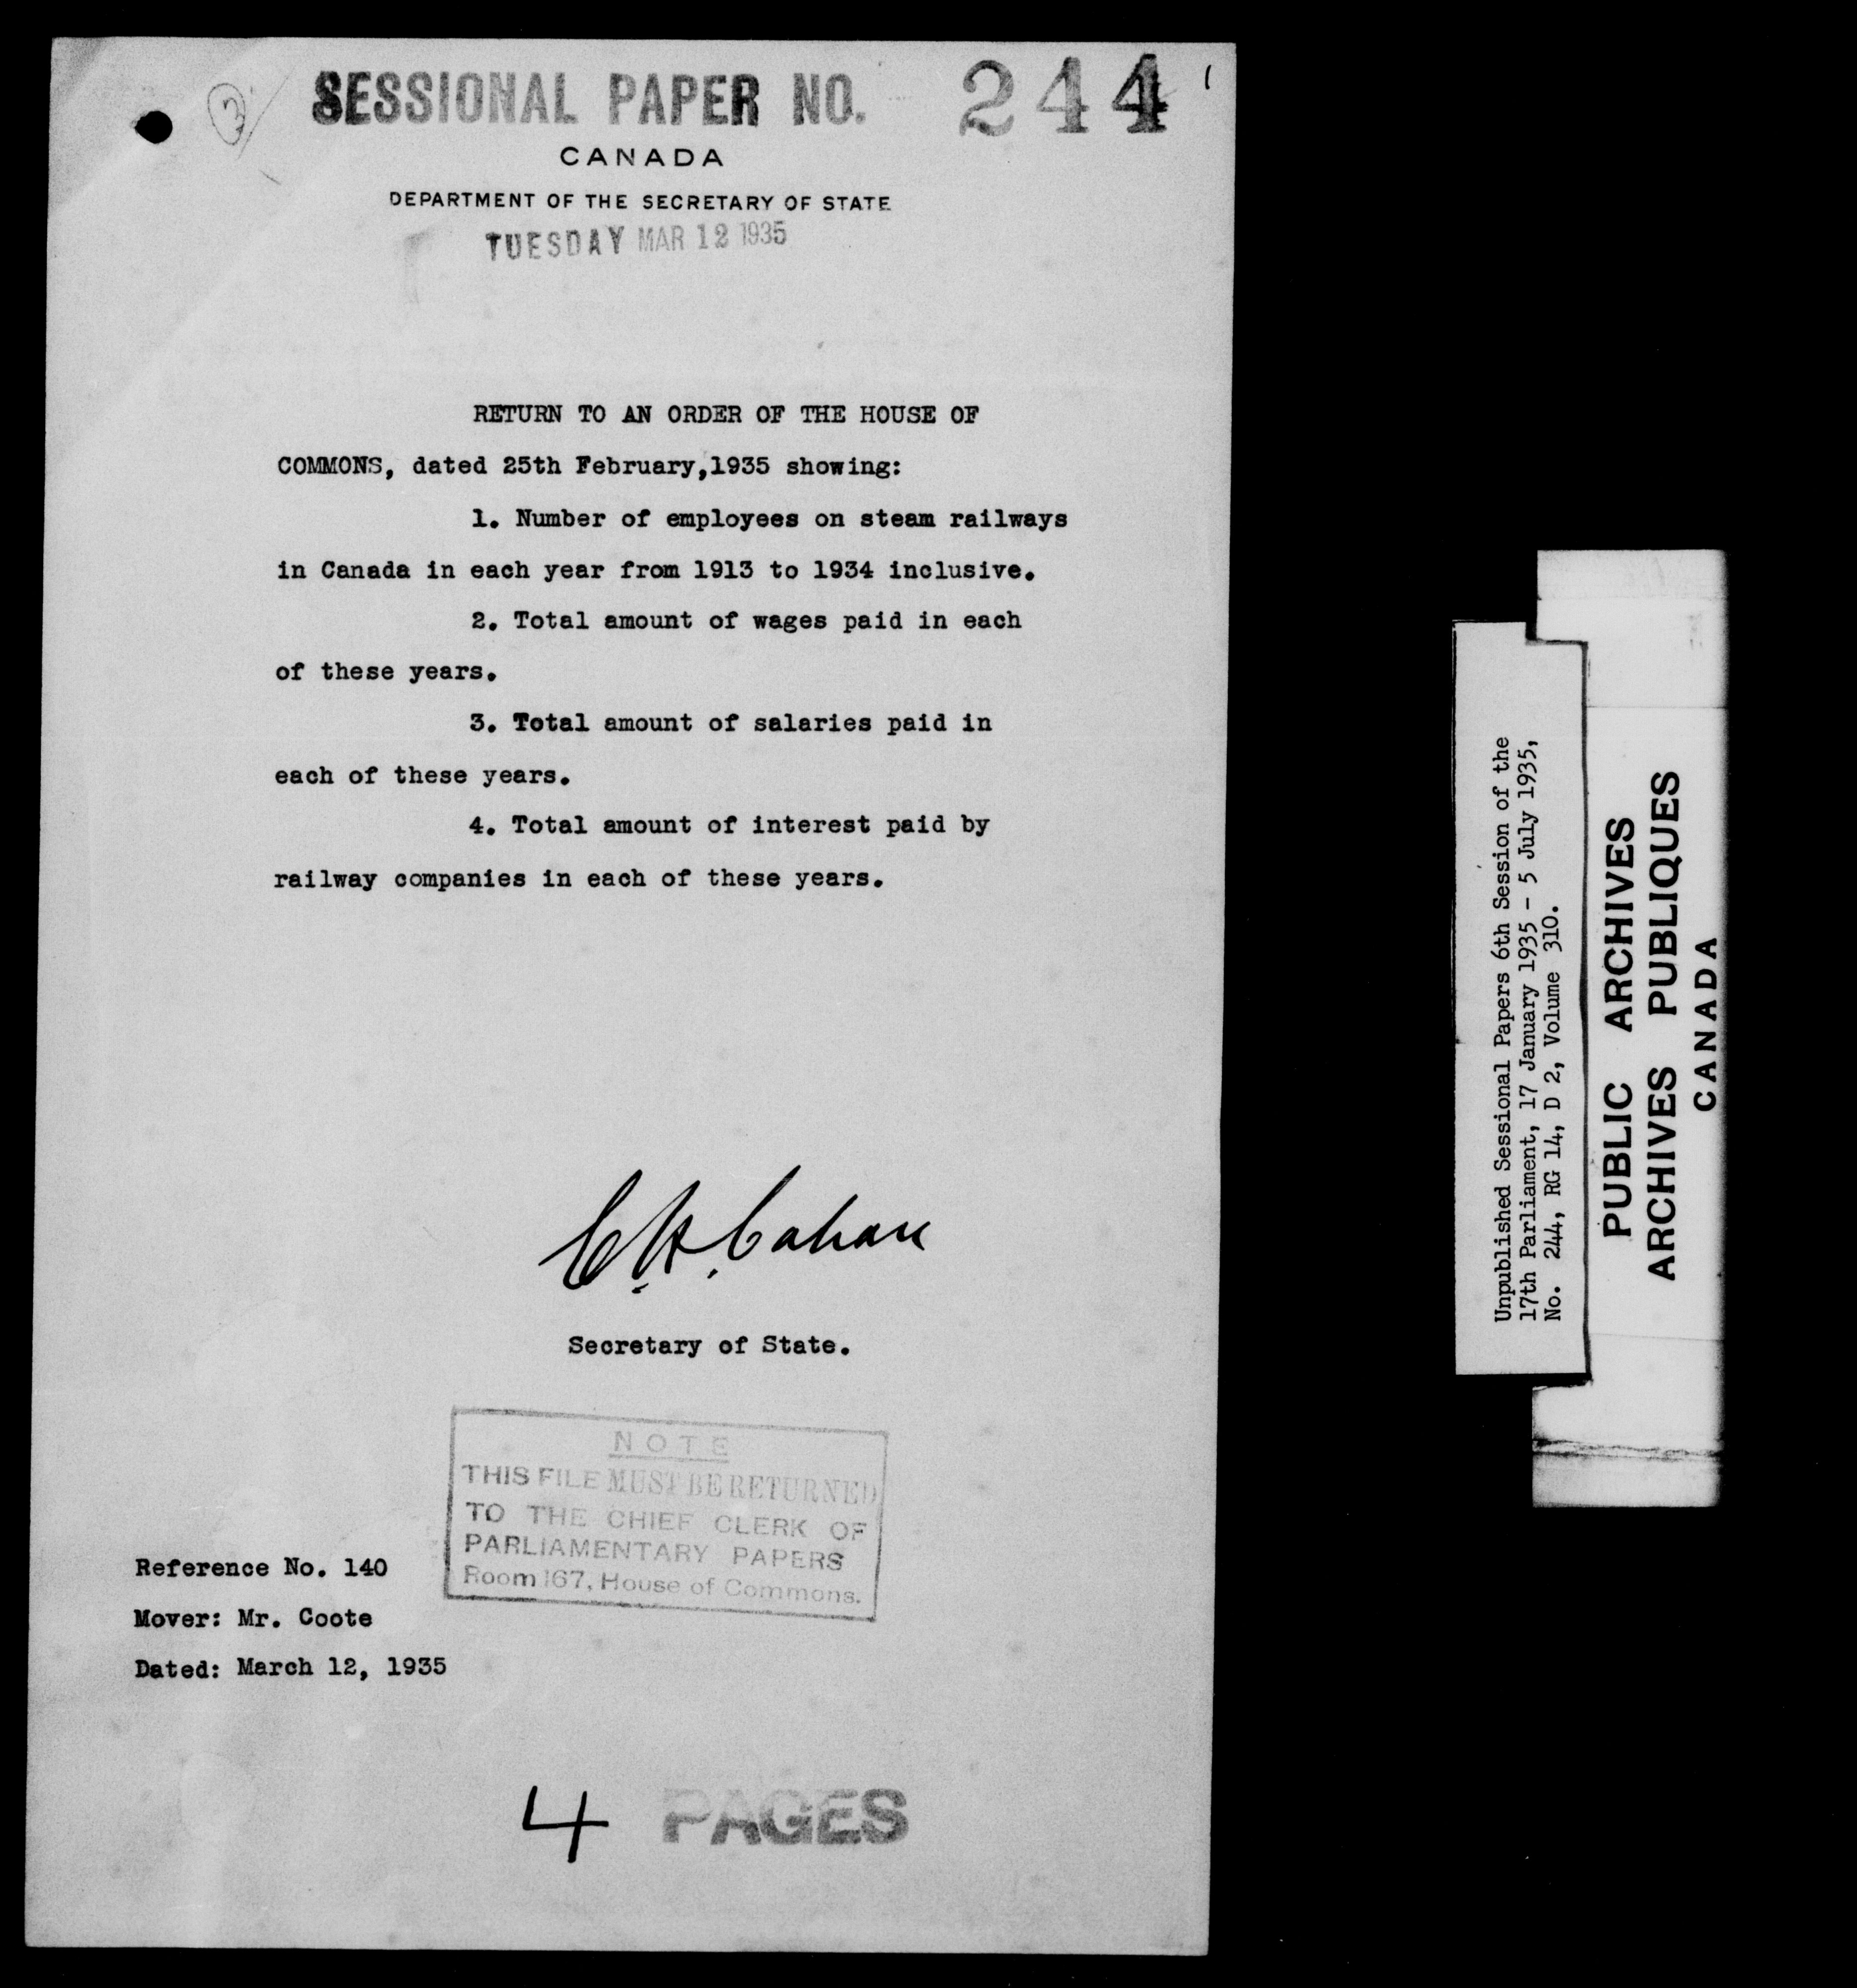 3
SESSIONAL PAPER NO. 244
CANADA
DEPARTMENT OF THE SECRETARY OF STATE
TUESDAY MAR 12 1935
RETURN TO AN ORDER OF THE HOUSE OF
COMMONS, dated 25th February,1935 showing:
1. Number of employees on steam railways
in Canada in each year from 1913 to 1934 inclusive.
2. Total amount of wages paid in each
of these years.
3. Total amount of salaries paid in
each of these years.
4. Total amount of interest paid by
railway companies in each of these years.
C.H. Cahan
Secretary of State.
NOTE
THIS FILE MUST BE RETURNED
TO THE CHIEF CLERK OF
PARLIAMENTARY PAPERS
Room 167, House of Commons.
Reference No. 140
Mover: Mr. Coote
Dated: March 12, 1935
4 PAGES
Unpublished Sessional Papers 6th Session of the
17th Parliament, 17 January 1935 - 5 July 1935,
No. 244, RG 14, D 2, Volume 310.
PUBLIC ARCHIVES
ARCHIVES PUBLIQUES
CANADA